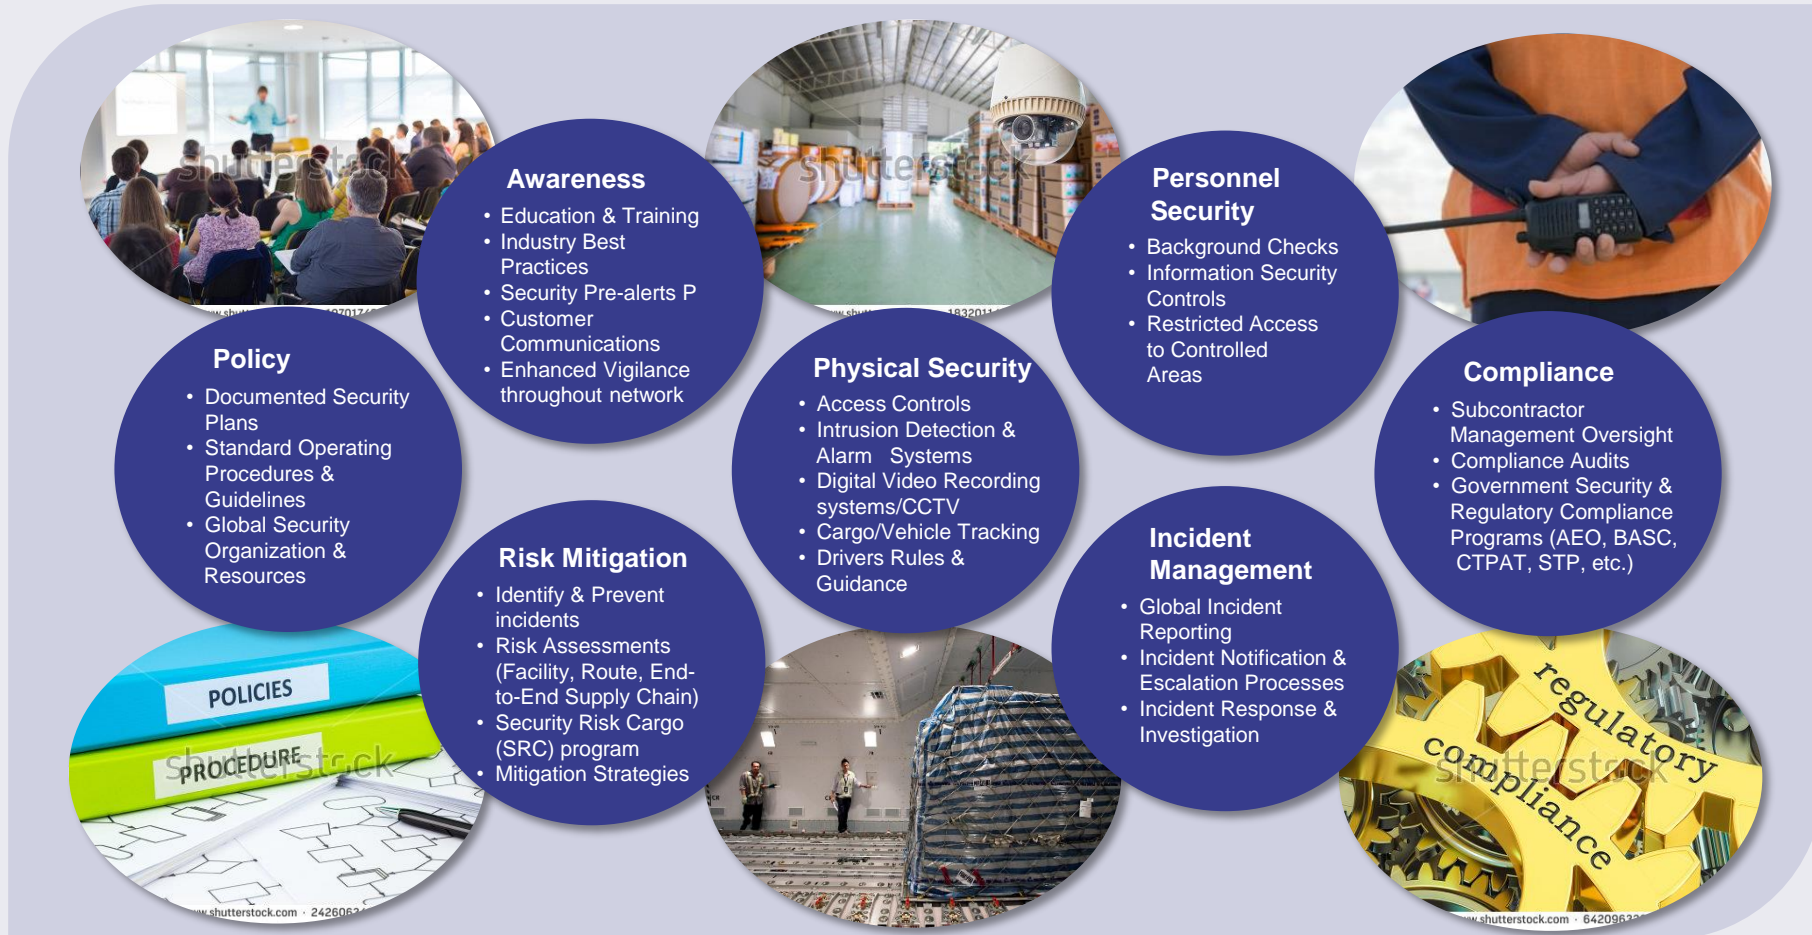 Awareness
• Education & Training
• Industry Best
Practices
• Security Pre-alerts P
• Customer
Communications
• Enhanced Vigilance
throughout network
Personnel
Security
• Background Checks
• Information Security
Controls
• Restricted Access
to Controlled
Areas
Policy
• Documented Security
Plans
• Standard Operating
Procedures &
Guidelines
• Global Security
Organization &
Resources
Physical Security
• Access Controls
• Intrusion Detection &
Alarm Systems
• Digital Video Recording
systems/CCTV
• Cargo/Vehicle Tracking
• Drivers Rules &
Guidance
Compliance
• Subcontractor
Management Oversight
• Compliance Audits
• Government Security &
Regulatory Compliance
Programs (AEO, BASC,
CTPAT, STP, etc.)
Risk Mitigation
• Identify & Prevent
incidents
• Risk Assessments
(Facility, Route, End-
to-End Supply Chain)
• Security Risk Cargo
(SRC) program
• Mitigation Strategies
Incident
Management
• Global Incident
Reporting
• Incident Notification &
Escalation Processes
• Incident Response &
Investigation
POLICIES
PROCEDURE
regulatory
compliance
shutterstock
shutterstock
shutterstock
shutterstock
www.shutterstock.com
www.shutterstock.com